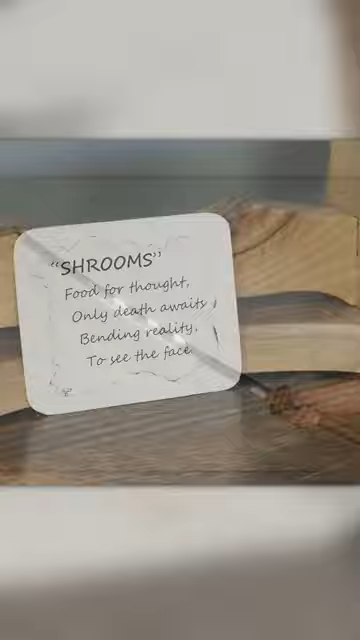 “SHROOMS”
Food for thought,
Only death awaits
Bending reality,
To see the face.